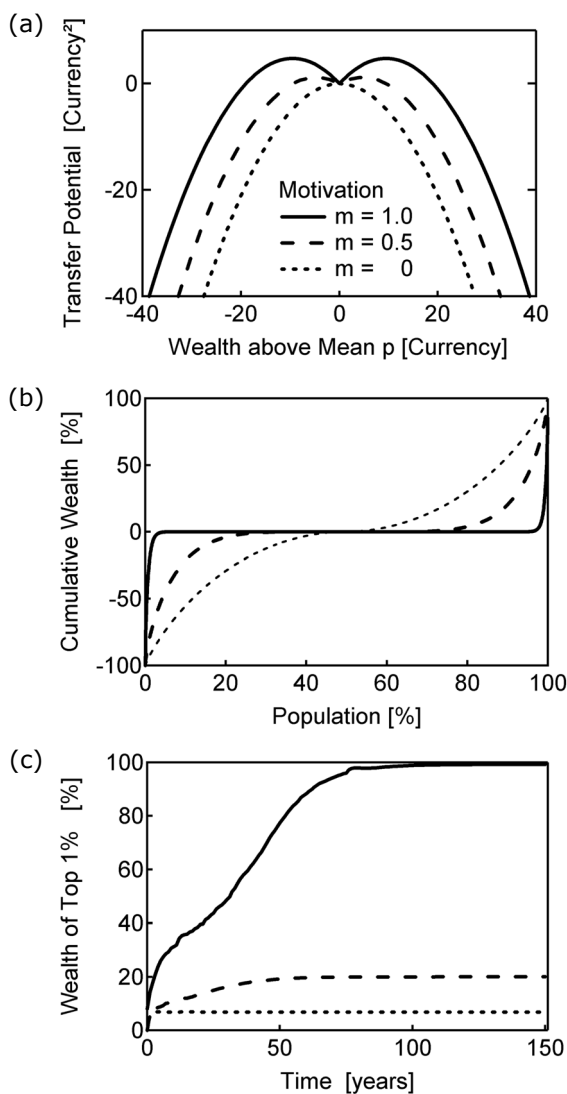 (a)
Transfer Potential [Currency²]
0
-20
-40
Motivation
m = 1.0
m = 0.5
m = 0
-40 -20 0 20 40
Wealth above Mean p [Currency]
(b)
Cumulative Wealth [%]
100
50
0
-50
-100
0 20 40 60 80 100
Population [%]
(c)
Wealth of Top 1% [%]
100
80
60
40
20
0
0 50 100 150
Time [years]